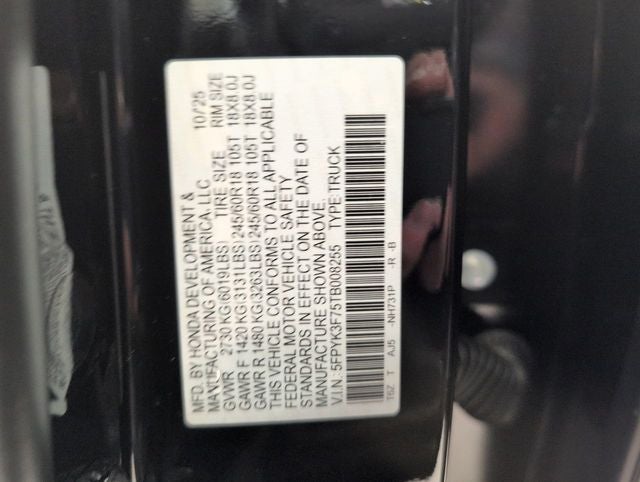 MFD. BY HONDA DEVELOPMENT & 10/25
MANUFACTURING OF AMERICA, LLC.
GVWR 2730 KG (6019LBS) TIRE SIZE RIM SIZE
GAWR F 1420 KG(3131LBS)245/60R18 105T 18X8.0J
GAWR R 1480 KG(3263LBS)245/60R18 105T 18X8.0J
THIS VEHICLE CONFORMS TO ALL APPLICABLE
FEDERAL MOTOR VEHICLE SAFETY
STANDARDS IN EFFECT ON THE DATE OF
MANUFACTURE SHOWN ABOVE.
V.I.N. 5FPYK3F75TB008255 TYPE:TRUCK
T6Z T AJ5 -NH731P -R -B